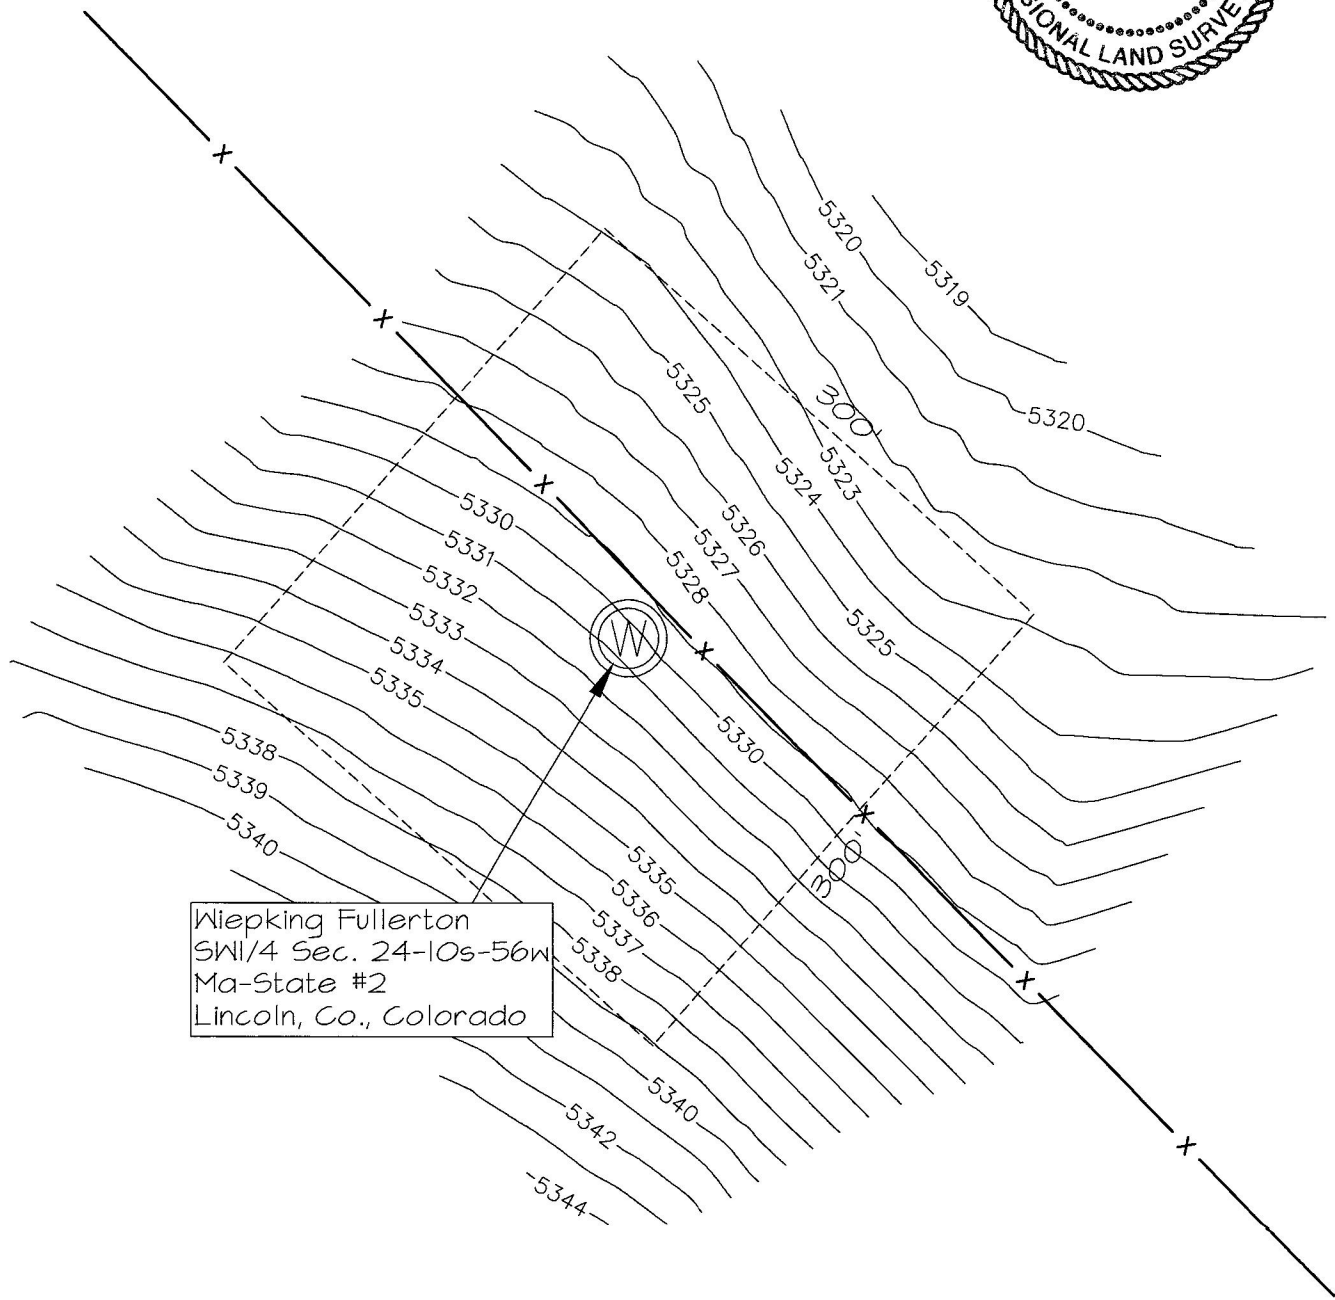 SIONAL LAND SURVE
5320
5321
5319
5325
300'
5320
5323
5324
5330
5326
5331
5327
5332
5328
5333
5325
5334
5335
W
5338
5330
5339
5340
5335
300'
5336
5337
5338
Wiepking Fullerton
SW1/4 Sec. 24-10s-56w
Ma-State #2
Lincoln, Co., Colorado
5340
5342
5344
x
x
x
x
x
x
x